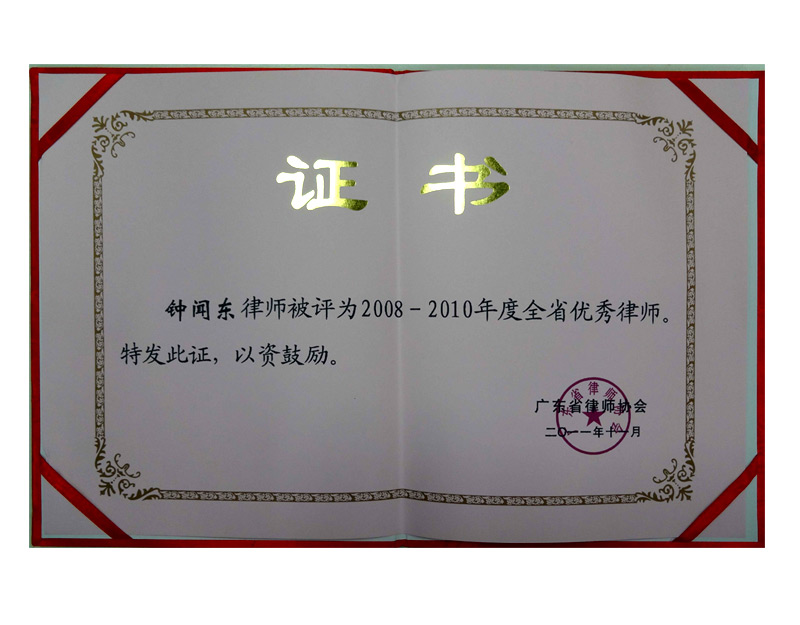 证书
钟闻东律师被评为2008-2010年度全省优秀律师。
特发此证，以资鼓励。
广东省律师协会
二〇一一年十一月